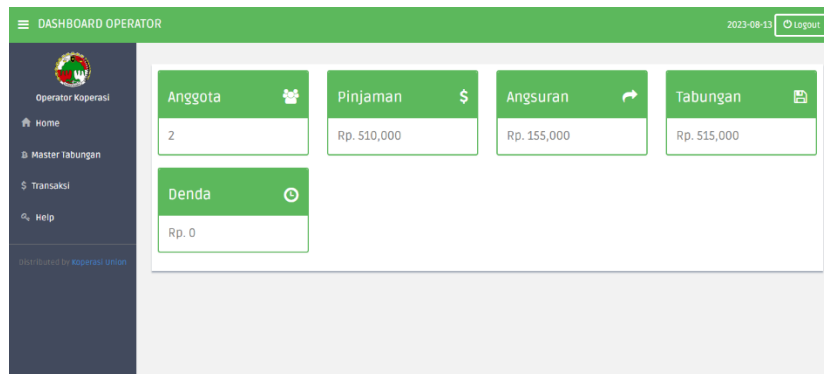 DASHBOARD OPERATOR
2023-08-13
Logout
Operator Koperasi
Home
Master Tabungan
$ Transaksi
Help
Distributed by Koperasi Union
Anggota
2
Pinjaman $
Rp. 510,000
Angsuran
Rp. 155,000
Tabungan
Rp. 515,000
Denda
Rp. 0